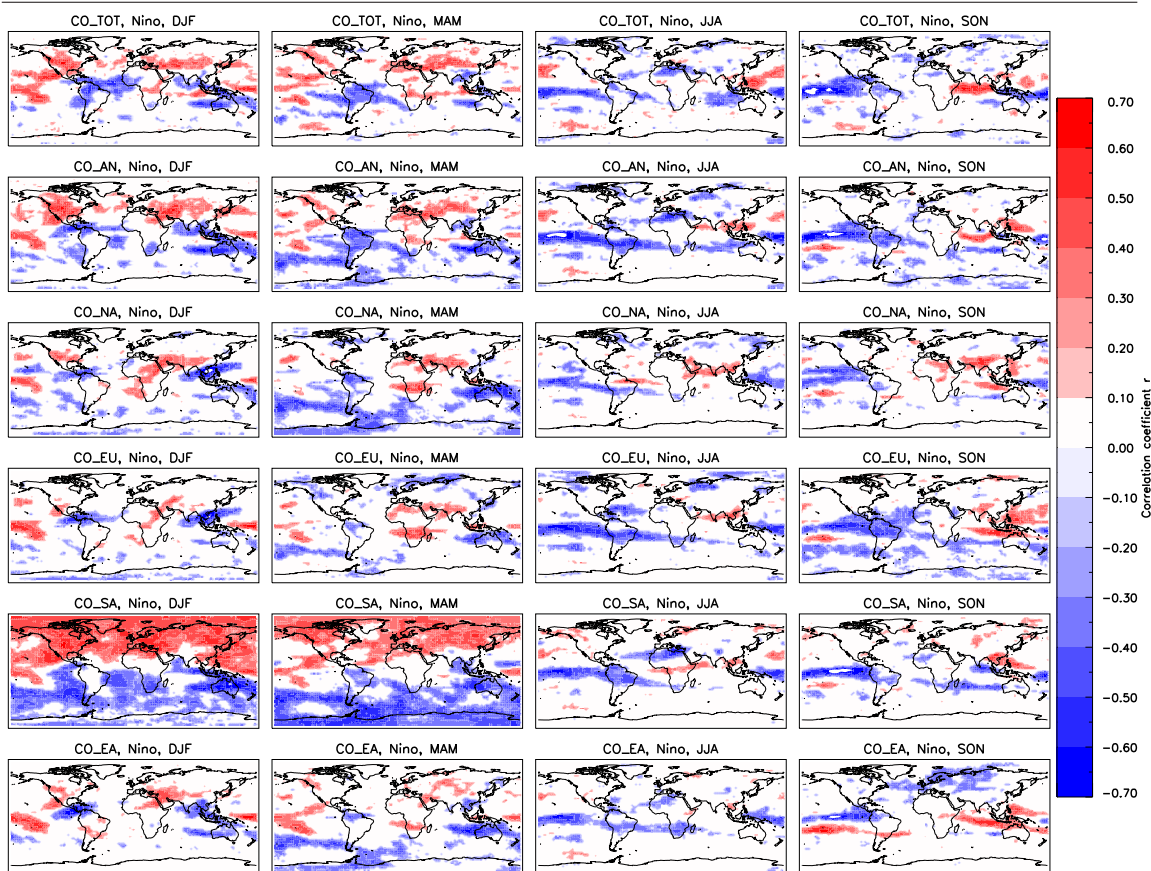 CO_TOT, Nino, DJF
CO_TOT, Nino, MAM
CO_TOT, Nino, JJA
CO_TOT, Nino, SON
CO_AN, Nino, DJF
CO_AN, Nino, MAM
CO_AN, Nino, JJA
CO_AN, Nino, SON
CO_NA, Nino, DJF
CO_NA, Nino, MAM
CO_NA, Nino, JJA
CO_NA, Nino, SON
CO_EU, Nino, DJF
CO_EU, Nino, MAM
CO_EU, Nino, JJA
CO_EU, Nino, SON
CO_SA, Nino, DJF
CO_SA, Nino, MAM
CO_SA, Nino, JJA
CO_SA, Nino, SON
CO_EA, Nino, DJF
CO_EA, Nino, MAM
CO_EA, Nino, JJA
CO_EA, Nino, SON
0.70
0.60
0.50
0.40
0.30
0.20
0.10
0.00
−0.10
−0.20
−0.30
−0.40
−0.50
−0.60
−0.70
Correlation coefficient r